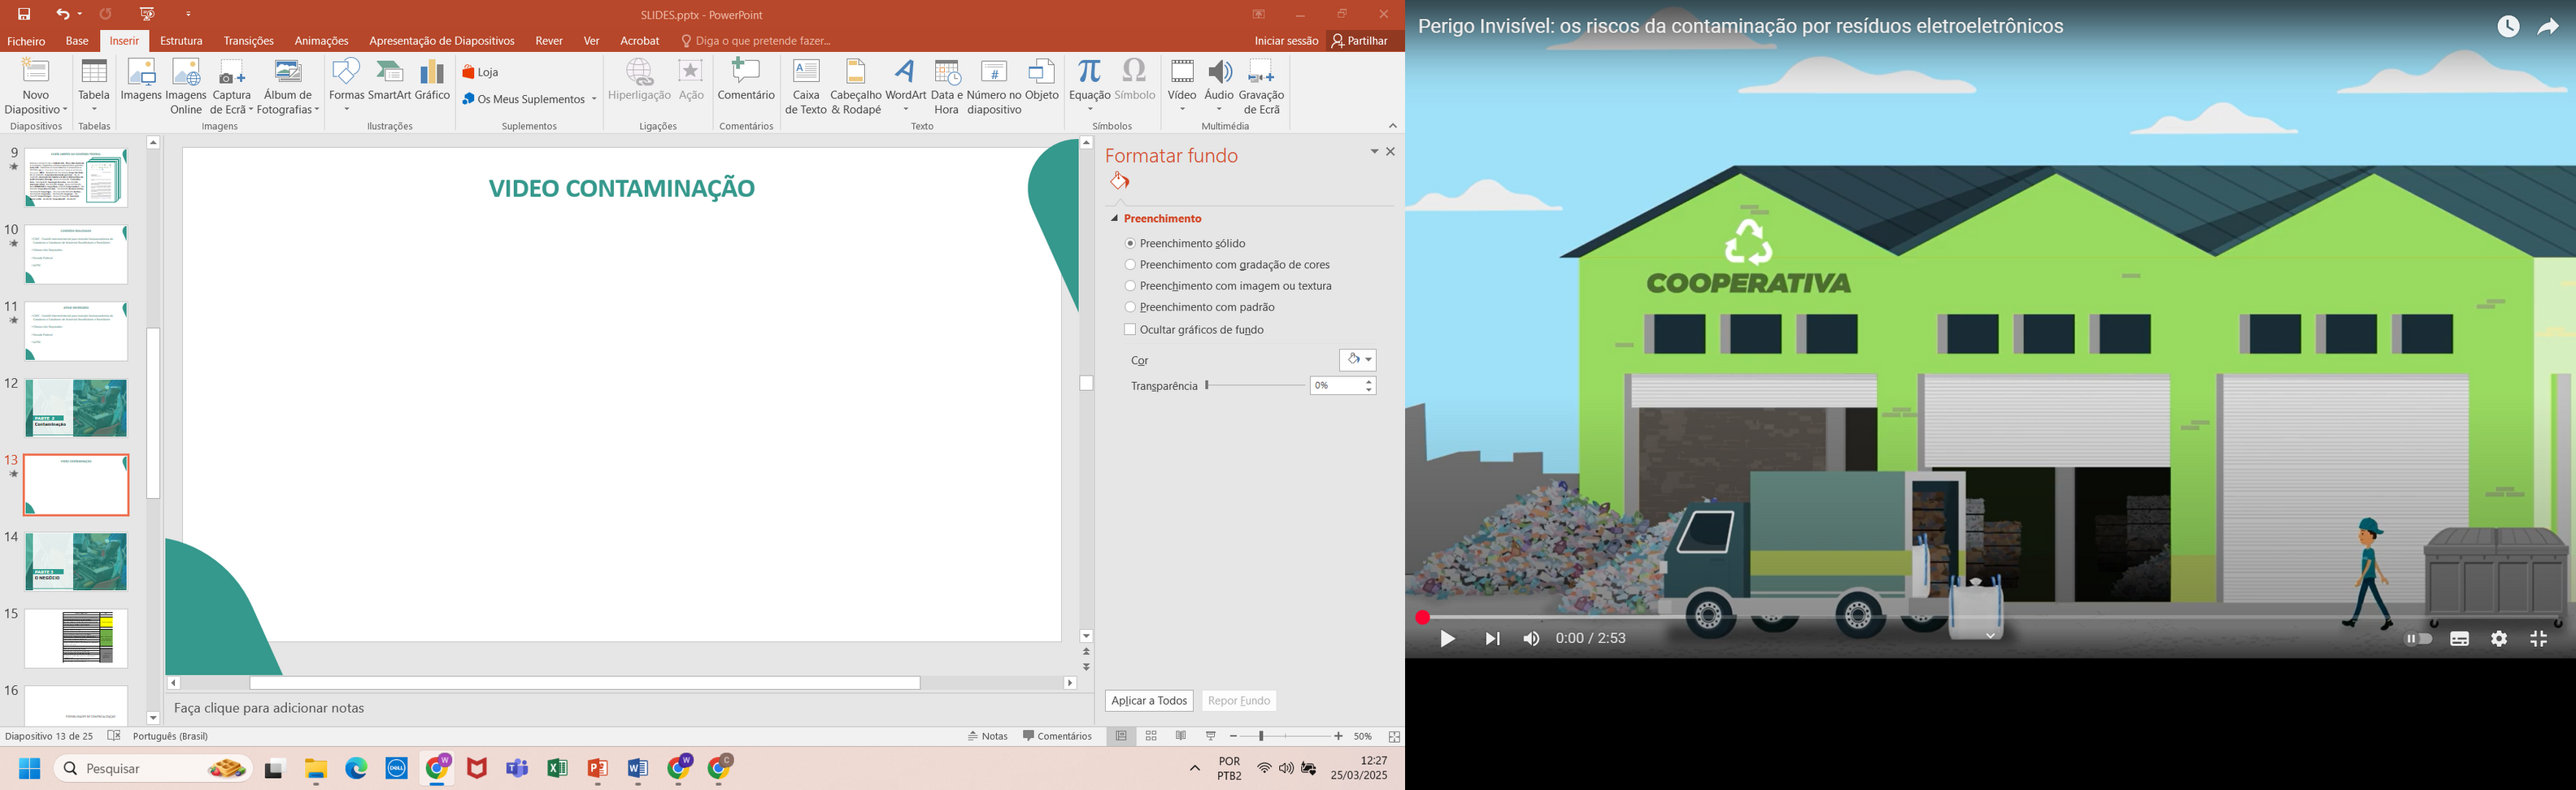 SLIDES.pptx - PowerPoint
Ficheiro Base Inserir Estrutura Transições Animações Apresentação de Diapositivos Rever Ver Acrobat Diga o que pretende fazer... Iniciar sessão Partilhar
Novo Diapositivo
Tabela
Imagens
Imagens Online
Captura de Ecrã
Álbum de Fotografias
Formas
SmartArt
Gráfico
Loja
Os Meus Suplementos
Hiperligação
Ação
Comentário
Caixa de Texto
Cabeçalho & Rodapé
WordArt
Data e Hora
Número no diapositivo
Objeto
Equação
Símbolo
Vídeo
Áudio
Gravação de Ecrã
Diapositivos Tabelas Imagens Ilustrações Suplementos Ligações Comentários Texto Símbolos Multimédia
9
10
11
12
PARTE 2
Contaminação
13
14
PARTE 3
O NEGÓCIO
15
16
VIDEO CONTAMINAÇÃO
Formatar fundo
Preenchimento
Preenchimento sólido
Preenchimento com gradação de cores
Preenchimento com imagem ou textura
Preenchimento com padrão
Ocultar gráficos de fundo
Cor
Transparência 0%
Aplicar a Todos Repor Fundo
Faça clique para adicionar notas
Diapositivo 13 de 25 Português (Brasil) Notas Comentários 50%
Pesquisar
POR
PTB2
12:27
25/03/2025
Perigo Invisível: os riscos da contaminação por resíduos eletroeletrônicos
COOPERATIVA
0:00 / 2:53